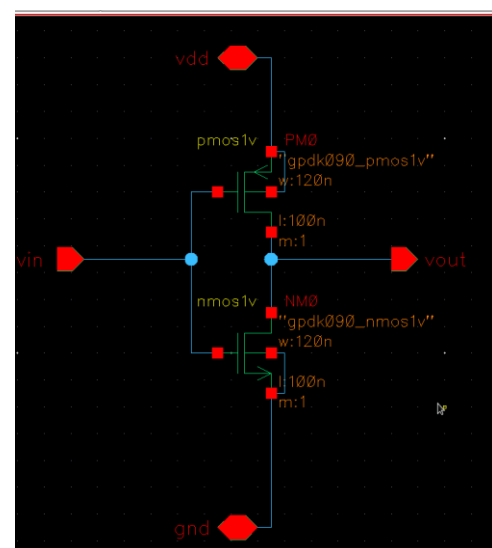 vdd
pmos1v PM0
"gpdk090_pmos1v"
w:120n
l:100n
m:1
vin vout
nmos1v NM0
"gpdk090_nmos1v"
w:120n
l:100n
m:1
gnd